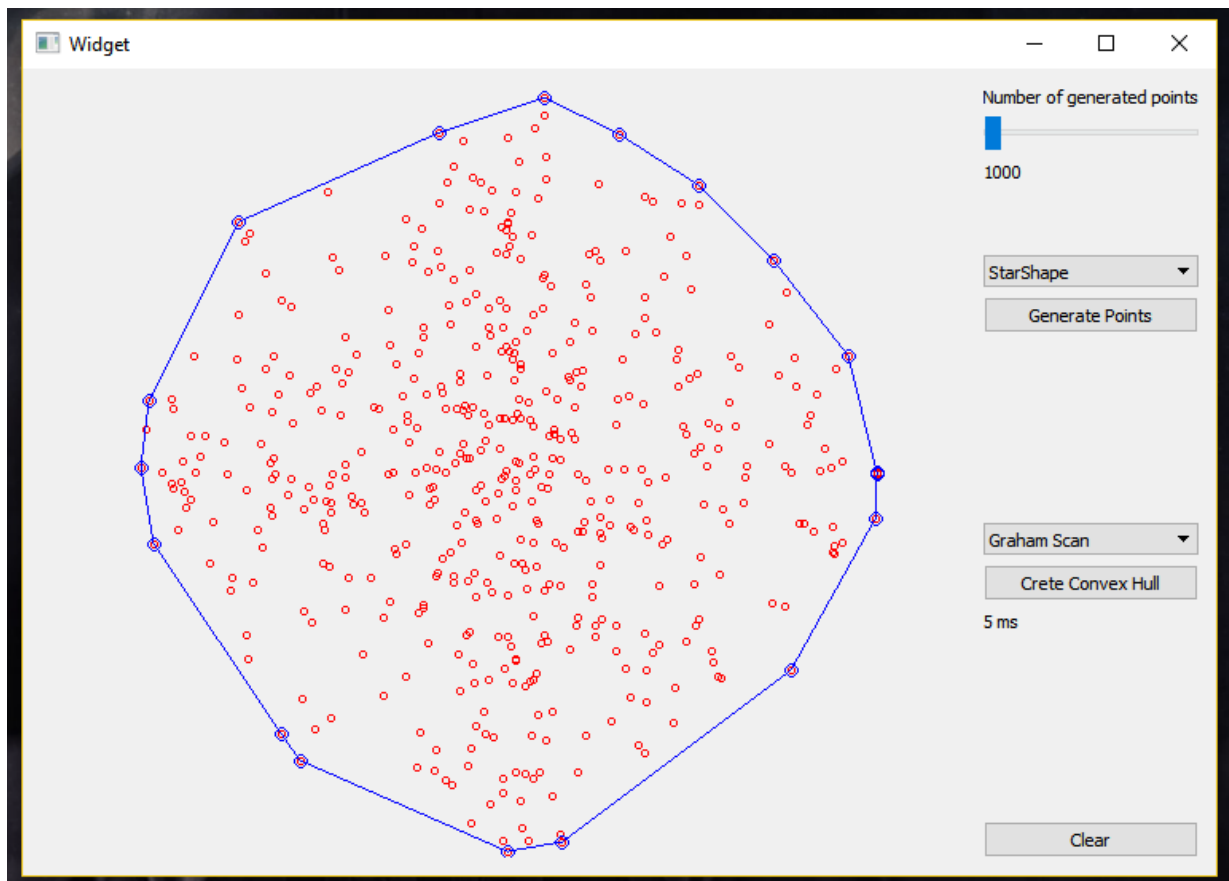 Widget
Number of generated points
1000
StarShape
Generate Points
Graham Scan
Crete Convex Hull
5 ms
Clear